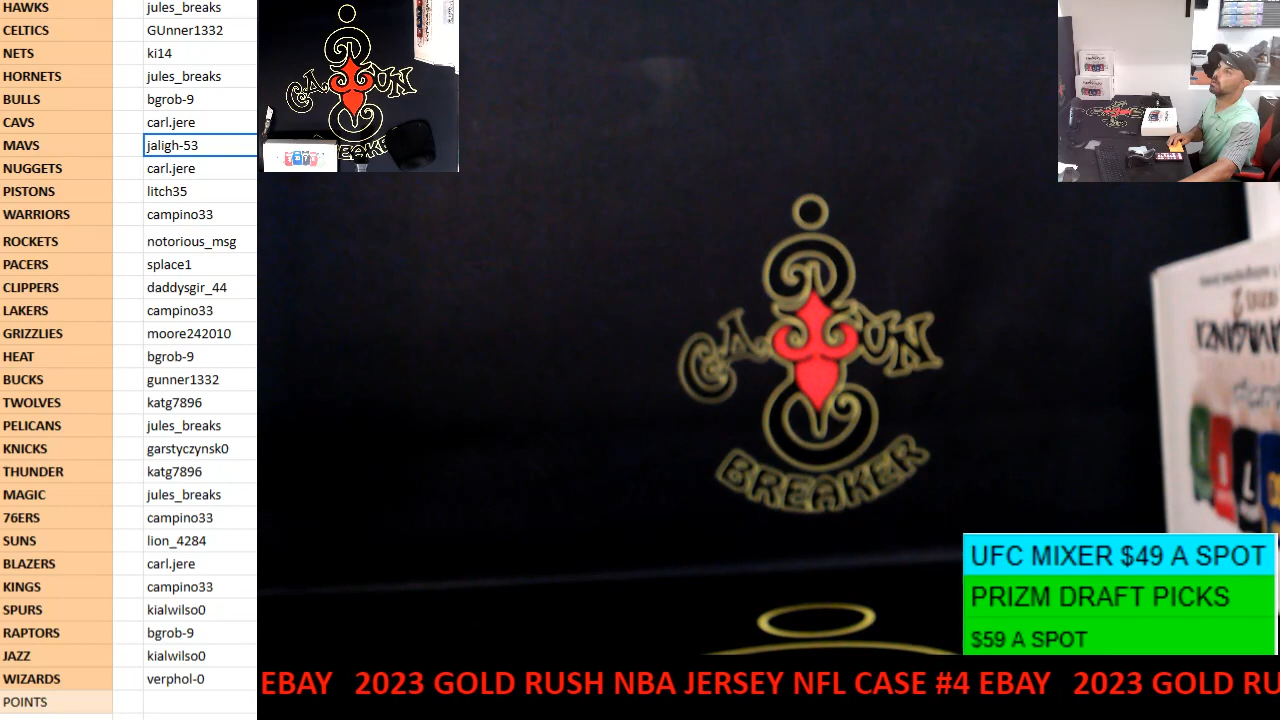 HAWKS jules_breaks
CELTICS GUnner1332
NETS ki14
HORNETS jules_breaks
BULLS bgrob-9
CAVS carl.jere
MAVS jaligh-53
NUGGETS carl.jere
PISTONS litch35
WARRIORS campino33
ROCKETS notorious_msg
PACERS splace1
CLIPPERS daddysgir_44
LAKERS campino33
GRIZZLIES moore242010
HEAT bgrob-9
BUCKS gunner1332
TWOLVES katg7896
PELICANS jules_breaks
KNICKS garstyczynsk0
THUNDER katg7896
MAGIC jules_breaks
76ERS campino33
SUNS lion_4284
BLAZERS carl.jere
KINGS campino33
SPURS kialwilso0
RAPTORS bgrob-9
JAZZ kialwilso0
WIZARDS verphol-0
POINTS
CAJUN
BREAKER
CAJUN
BREAKER
UFC MIXER $49 A SPOT
PRIZM DRAFT PICKS
$59 A SPOT
EBAY 2023 GOLD RUSH NBA JERSEY NFL CASE #4 EBAY 2023 GOLD RU